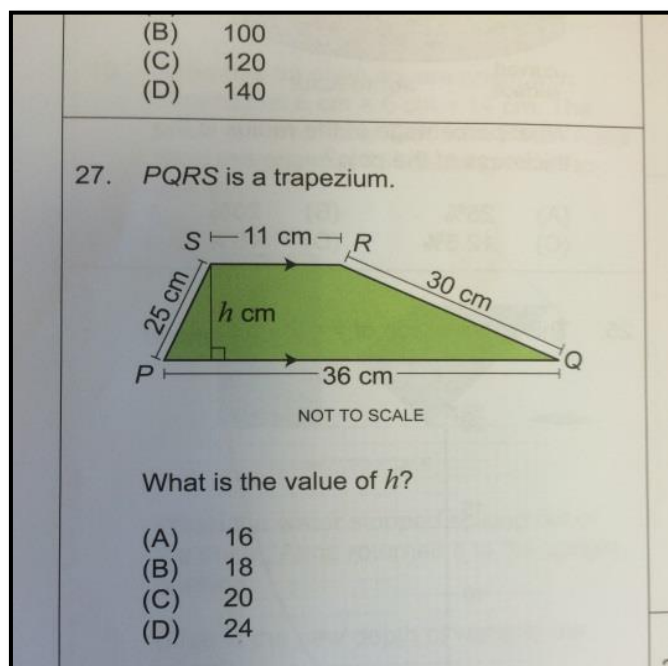 (B) 100
(C) 120
(D) 140
27. PQRS is a trapezium.
S 11 cm R
25 cm
30 cm
h cm
P Q
36 cm
NOT TO SCALE
What is the value of h?
(A) 16
(B) 18
(C) 20
(D) 24